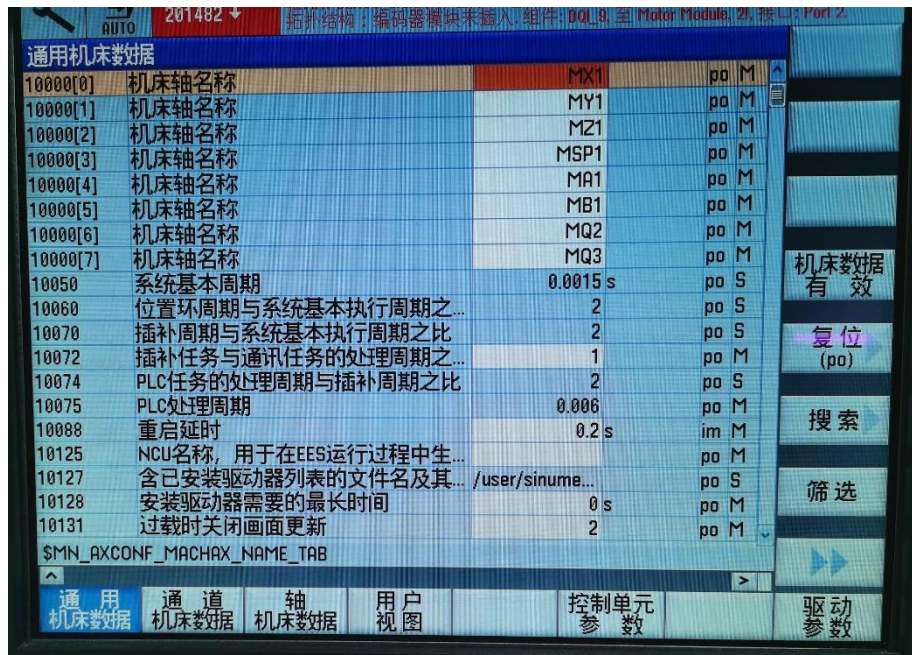 AUTO
201482
拓扑结构：编码器模块未插入. 组件: DQI_9, 至 Motor Module, 21, 接口: Port 2.
通用机床数据
10000[0] 机床轴名称 MX1 po M
10000[1] 机床轴名称 MY1 po M
10000[2] 机床轴名称 MZ1 po M
10000[3] 机床轴名称 MSP1 po M
10000[4] 机床轴名称 MA1 po M
10000[5] 机床轴名称 MB1 po M
10000[6] 机床轴名称 MQ2 po M
10000[7] 机床轴名称 MQ3 po M
10050 系统基本周期 0.0015 s po S
10060 位置环周期与系统基本执行周期之... 2 po S
10070 插补周期与系统基本执行周期之比 2 po S
10072 插补任务与通讯任务的处理周期之... 1 po M
10074 PLC任务的处理周期与插补周期之比 2 po S
10075 PLC处理周期 0.006 po M
10088 重启延时 0.2 s im M
10125 NCU名称，用于在EES运行过程中生... po M
10127 含已安装驱动器列表的文件名及其... /user/sinume... po S
10128 安装驱动器需要的最长时间 0 s po M
10131 过载时关闭画面更新 2 po M
$MN_AXCONF_MACHAX_NAME_TAB
机床数据
有 效
复位
(po)
搜索
筛选
通 用
机床数据
通 道
机床数据
轴
机床数据
用户
视图
控制单元
参 数
驱动
参数